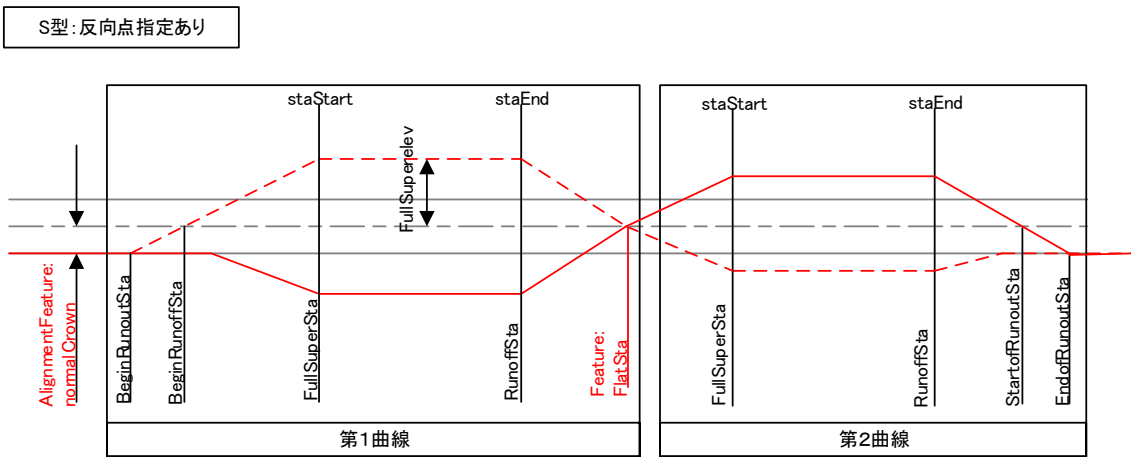 S型：反向点指定あり
staStart
staEnd
staStart
staEnd
FullSuperelev
AlignmentFeature:
normalCrown
BeginRunoutSta
BeginRunoffSta
FullSuperSta
RunoffSta
Feature:
FlatSta
FullSuperSta
RunoffSta
StartofRunoutSta
EndofRunoutSta
第1曲線
第2曲線